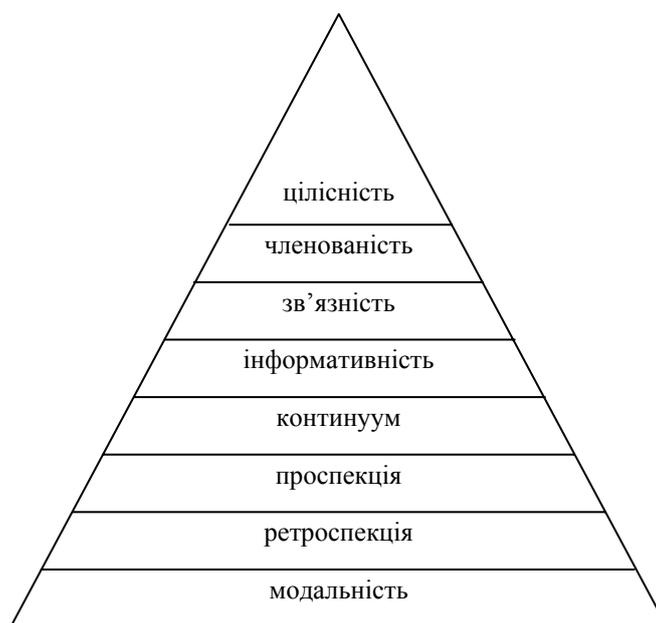 цілісність
членованість
зв’язність
інформативність
континуум
проспекція
ретроспекція
модальність